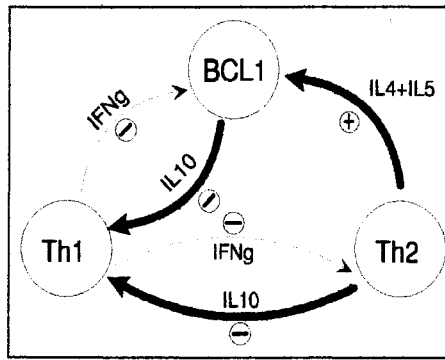 BCL1
IFNg
−
IL4+IL5
+
IL10
−
−
Th1
IFNg
Th2
IL10
−